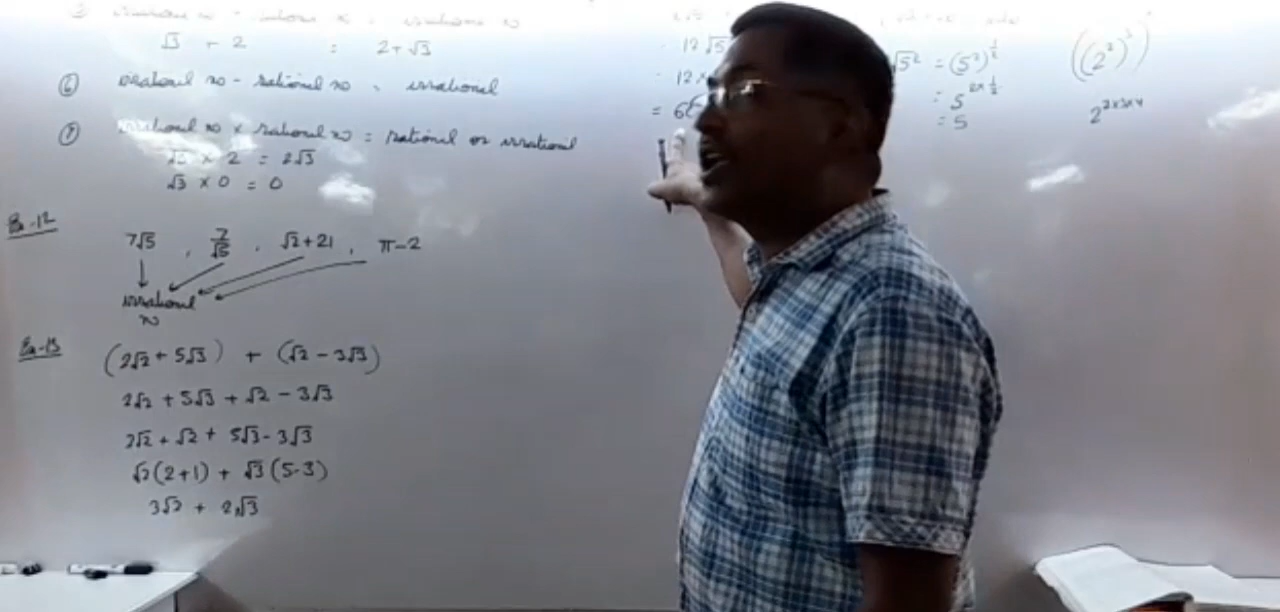 √3 + 2 = 2+√3
⑥ irrational no - rational no = irrational
⑦ irrational no × rational no = rational or irrational
√3 × 2 = 2√3
√3 × 0 = 0
Ex-12
7√5 , 7/√5 , √2+21 , π-2
irrational
no
Ex-13
(2√2 + 5√3) + (√2 - 3√3)
2√2 + 5√3 + √2 - 3√3
2√2 + √2 + 5√3 - 3√3
√2(2+1) + √3(5-3)
3√2 + 2√3
12√5
12×
= 6
√5² = (5²)^½
= 5^(2×½)
= 5
2^(2×3×4)